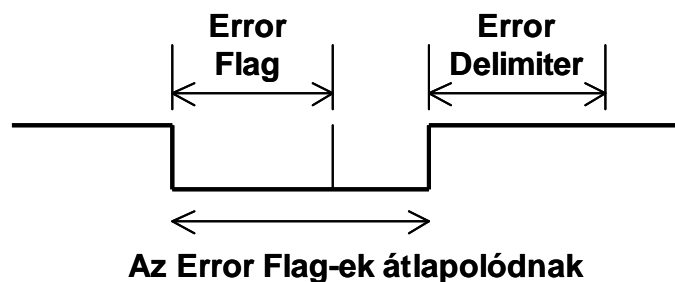 Error
Flag
Error
Delimiter
Az Error Flag-ek átlapolódnak